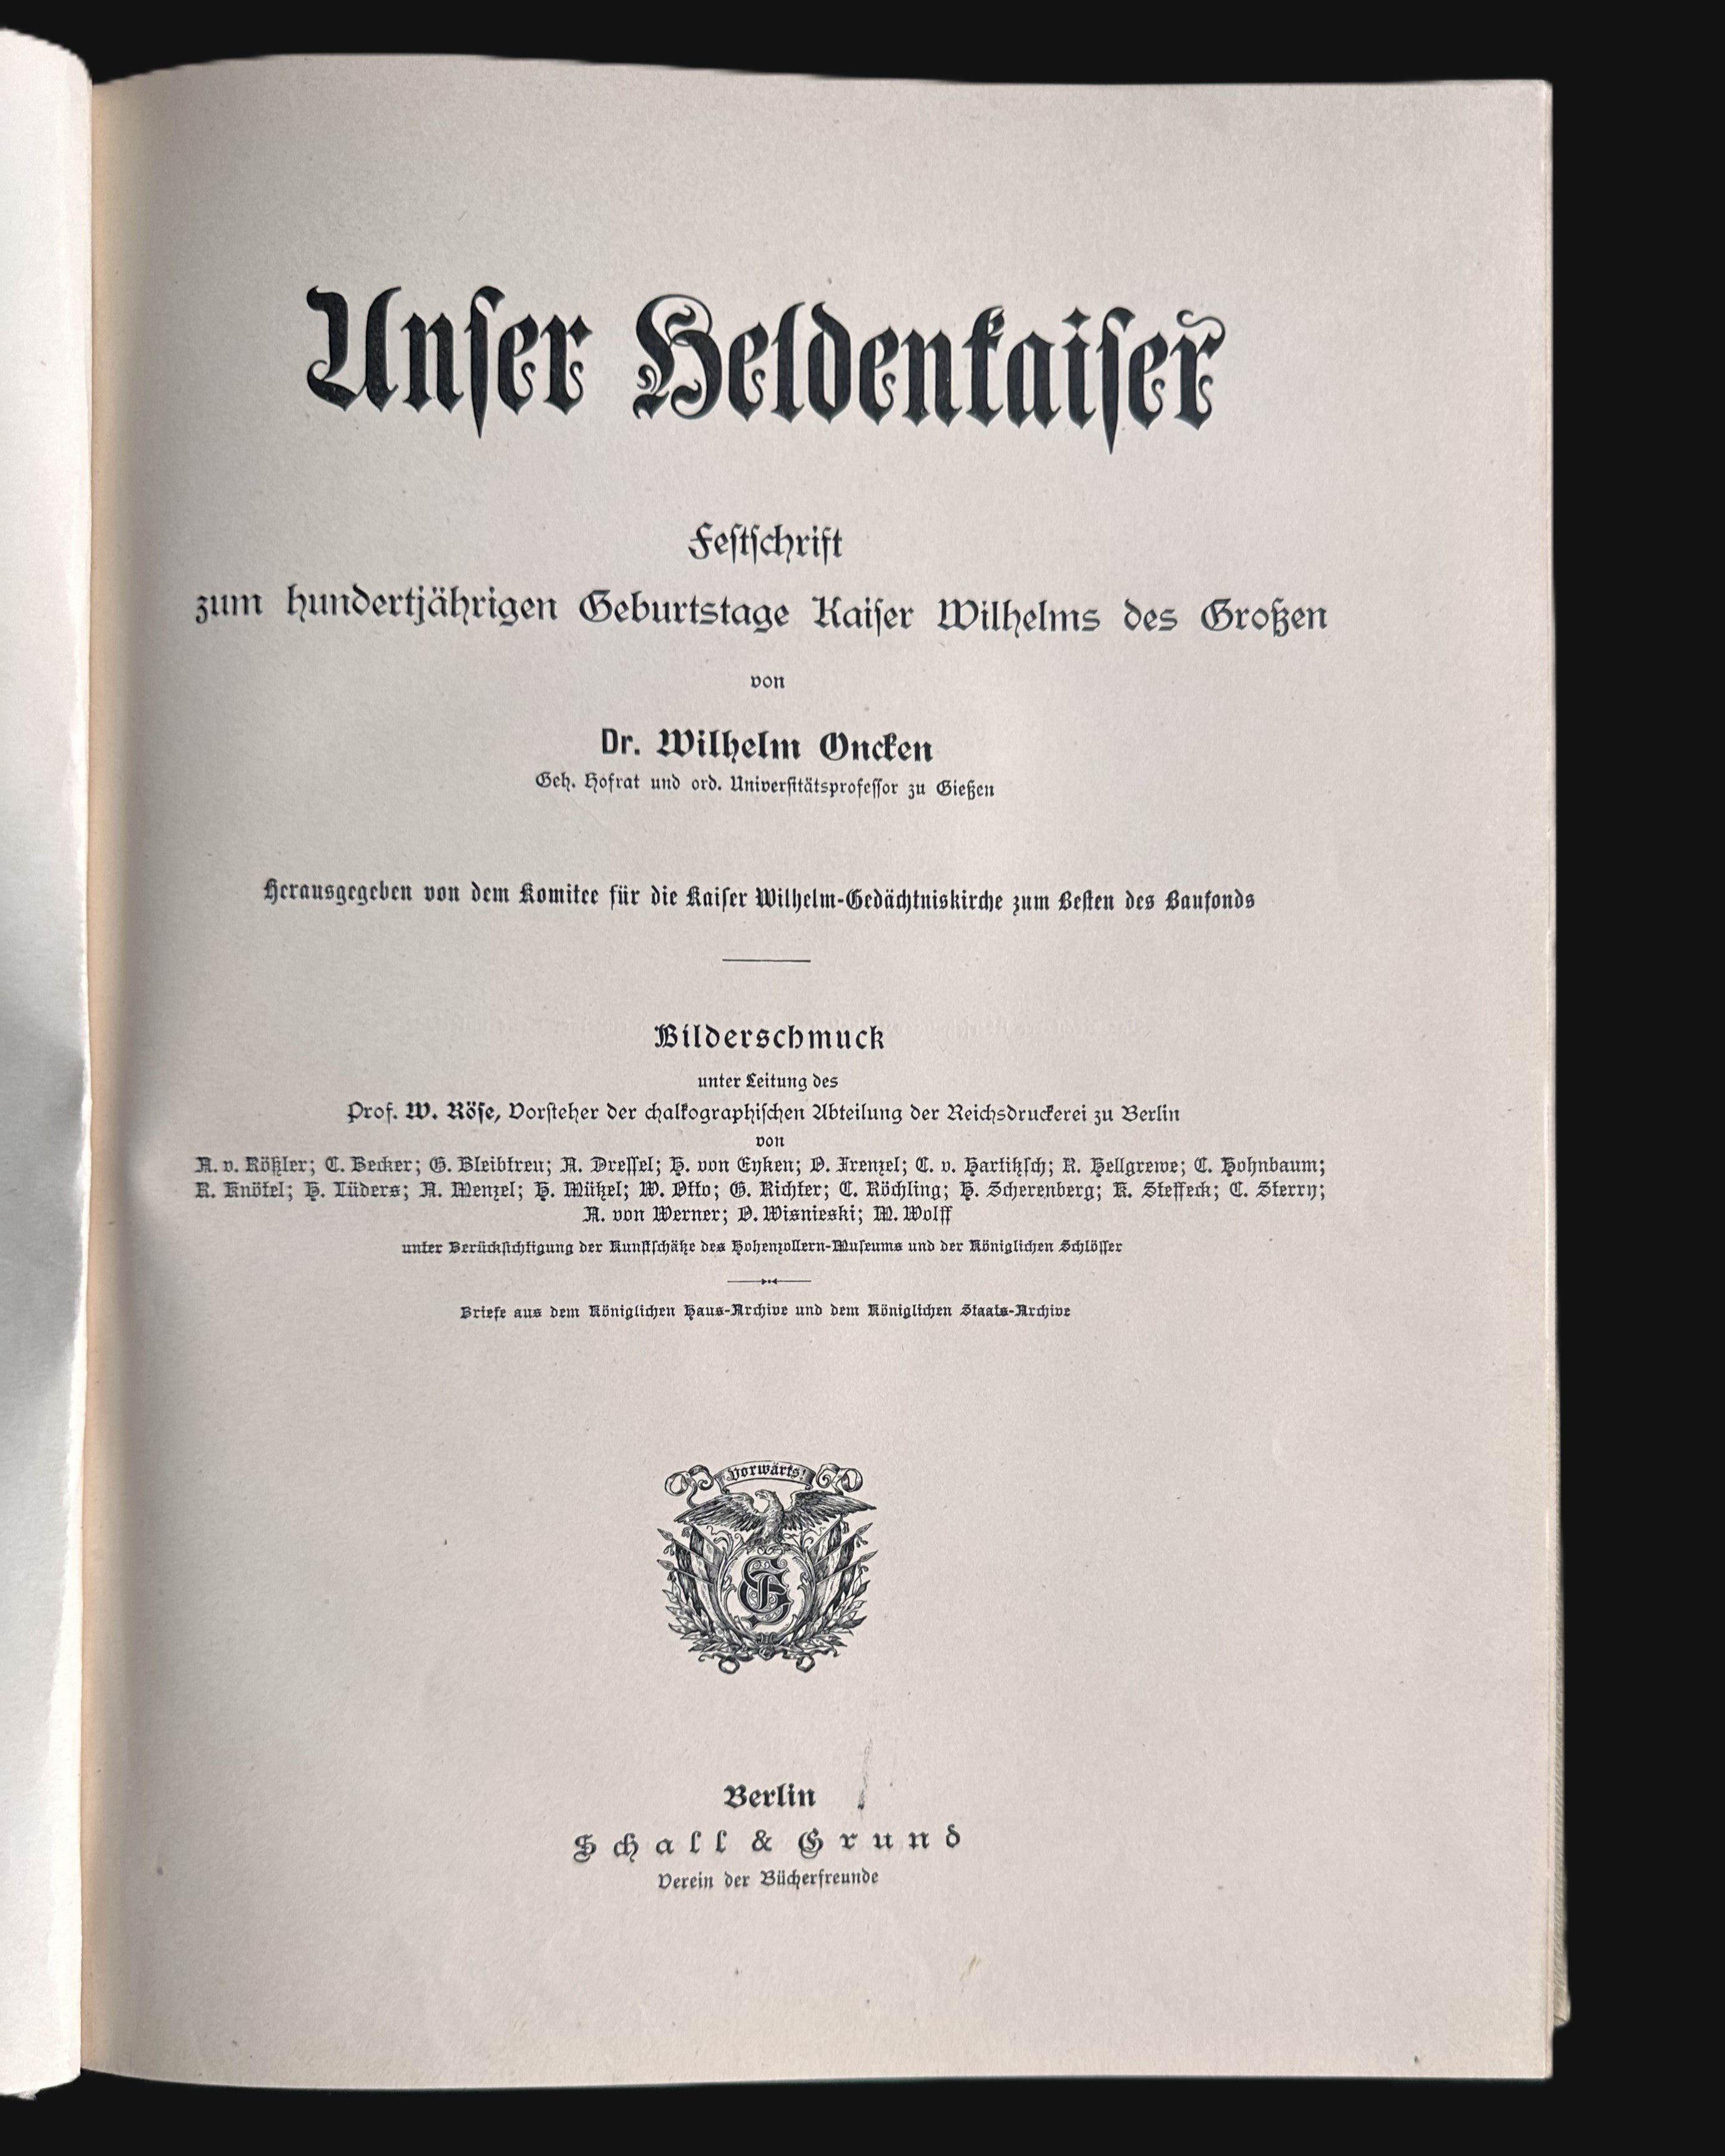 Unser Heldenkaiser
Festschrift
zum hundertjährigen Geburtstage Kaiser Wilhelms des Großen
von
Dr. Wilhelm Oncken
Geh. Hofrat und ord. Universitätsprofessor zu Gießen
Herausgegeben von dem Komitee für die Kaiser Wilhelm-Gedächtniskirche zum Besten des Baufonds
Bilderschmuck
unter Leitung des
Prof. W. Röse, Vorsteher der chalkographischen Abteilung der Reichsdruckerei zu Berlin
von
A. v. Rößler; C. Becker; G. Bleibtreu; A. Dressel; H. von Eyken; O. Frenzel; C. v. Hartitzsch; R. Hellgrewe; C. Hohnbaum;
R. Knötel; H. Lüders; A. Menzel; H. Mützel; W. Otto; G. Richter; C. Röchling; H. Scherenberg; K. Steffeck; C. Sterry;
A. von Werner; O. Wisnieski; W. Wolff
unter Berücksichtigung der Kunstschätze des Hohenzollern-Museums und der Königlichen Schlösser
Briefe aus dem Königlichen Haus-Archive und dem Königlichen Staats-Archive
Vorwärts!
SG
Berlin
Schall & Grund
Verein der Bücherfreunde